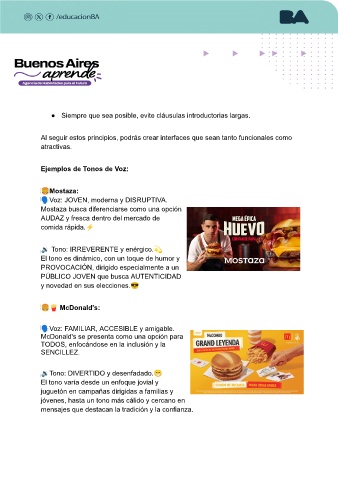 /educacionBA
BA
Buenos Aires
aprende
Agencia de Habilidades para el Futuro
● Siempre que sea posible, evite cláusulas introductorias largas.
Al seguir estos principios, podrás crear interfaces que sean tanto funcionales como
atractivas.
Ejemplos de Tonos de Voz:
🍔Mostaza:
🗣️Voz: JOVEN, moderna y DISRUPTIVA.
Mostaza busca diferenciarse como una opción
AUDAZ y fresca dentro del mercado de
comida rápida.⚡
🔈 Tono: IRREVERENTE y enérgico.💫
El tono es dinámico, con un toque de humor y
PROVOCACIÓN, dirigido especialmente a un
PÚBLICO JOVEN que busca AUTENTICIDAD
y novedad en sus elecciones.😎
MEGA ÉPICA
HUEVO
MOSTAZA
🍔🍟 McDonald's:
🗣️Voz: FAMILIAR, ACCESIBLE y amigable.
McDonald's se presenta como una opción para
TODOS, enfocándose en la inclusión y la
SENCILLEZ.
🔈Tono: DIVERTIDO y desenfadado.😁
El tono varía desde un enfoque jovial y
juguetón en campañas dirigidas a familias y
jóvenes, hasta un tono más cálido y cercano en
mensajes que destacan la tradición y la confianza.
McCOMBO
GRAND LEYENDA